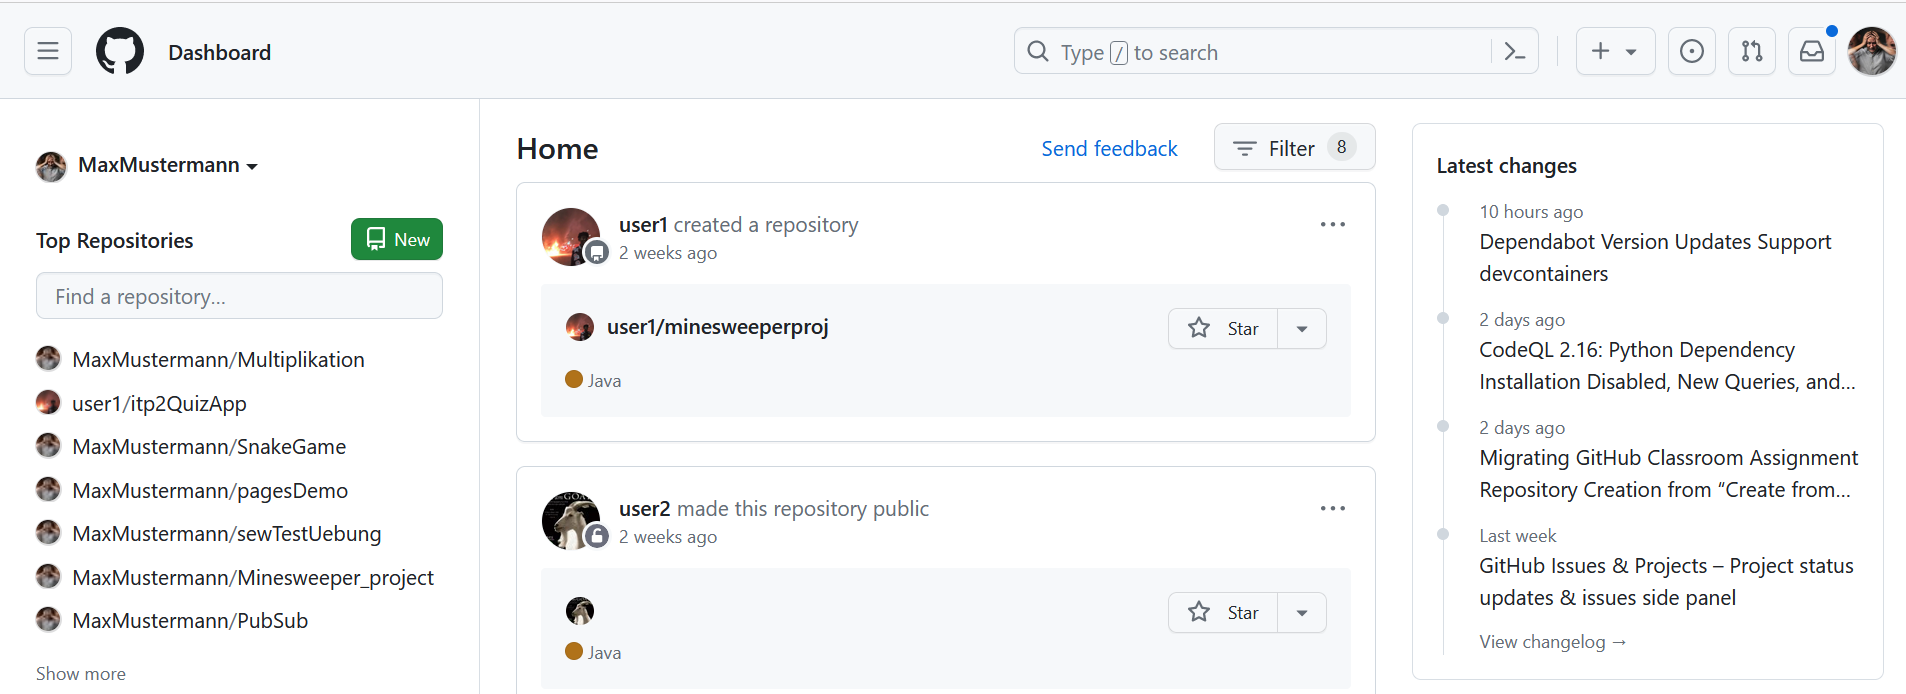 Dashboard
Type / to search
MaxMustermann
Top Repositories
New
Find a repository...
MaxMustermann/Multiplikation
user1/itp2QuizApp
MaxMustermann/SnakeGame
MaxMustermann/pagesDemo
MaxMustermann/sewTestUebung
MaxMustermann/Minesweeper_project
MaxMustermann/PubSub
Show more
Home
Send feedback
Filter 8
user1 created a repository
2 weeks ago
user1/minesweeperproj
Star
Java
user2 made this repository public
2 weeks ago
Star
Java
Latest changes
10 hours ago
Dependabot Version Updates Support
devcontainers
2 days ago
CodeQL 2.16: Python Dependency
Installation Disabled, New Queries, and...
2 days ago
Migrating GitHub Classroom Assignment
Repository Creation from “Create from...
Last week
GitHub Issues & Projects – Project status
updates & issues side panel
View changelog →